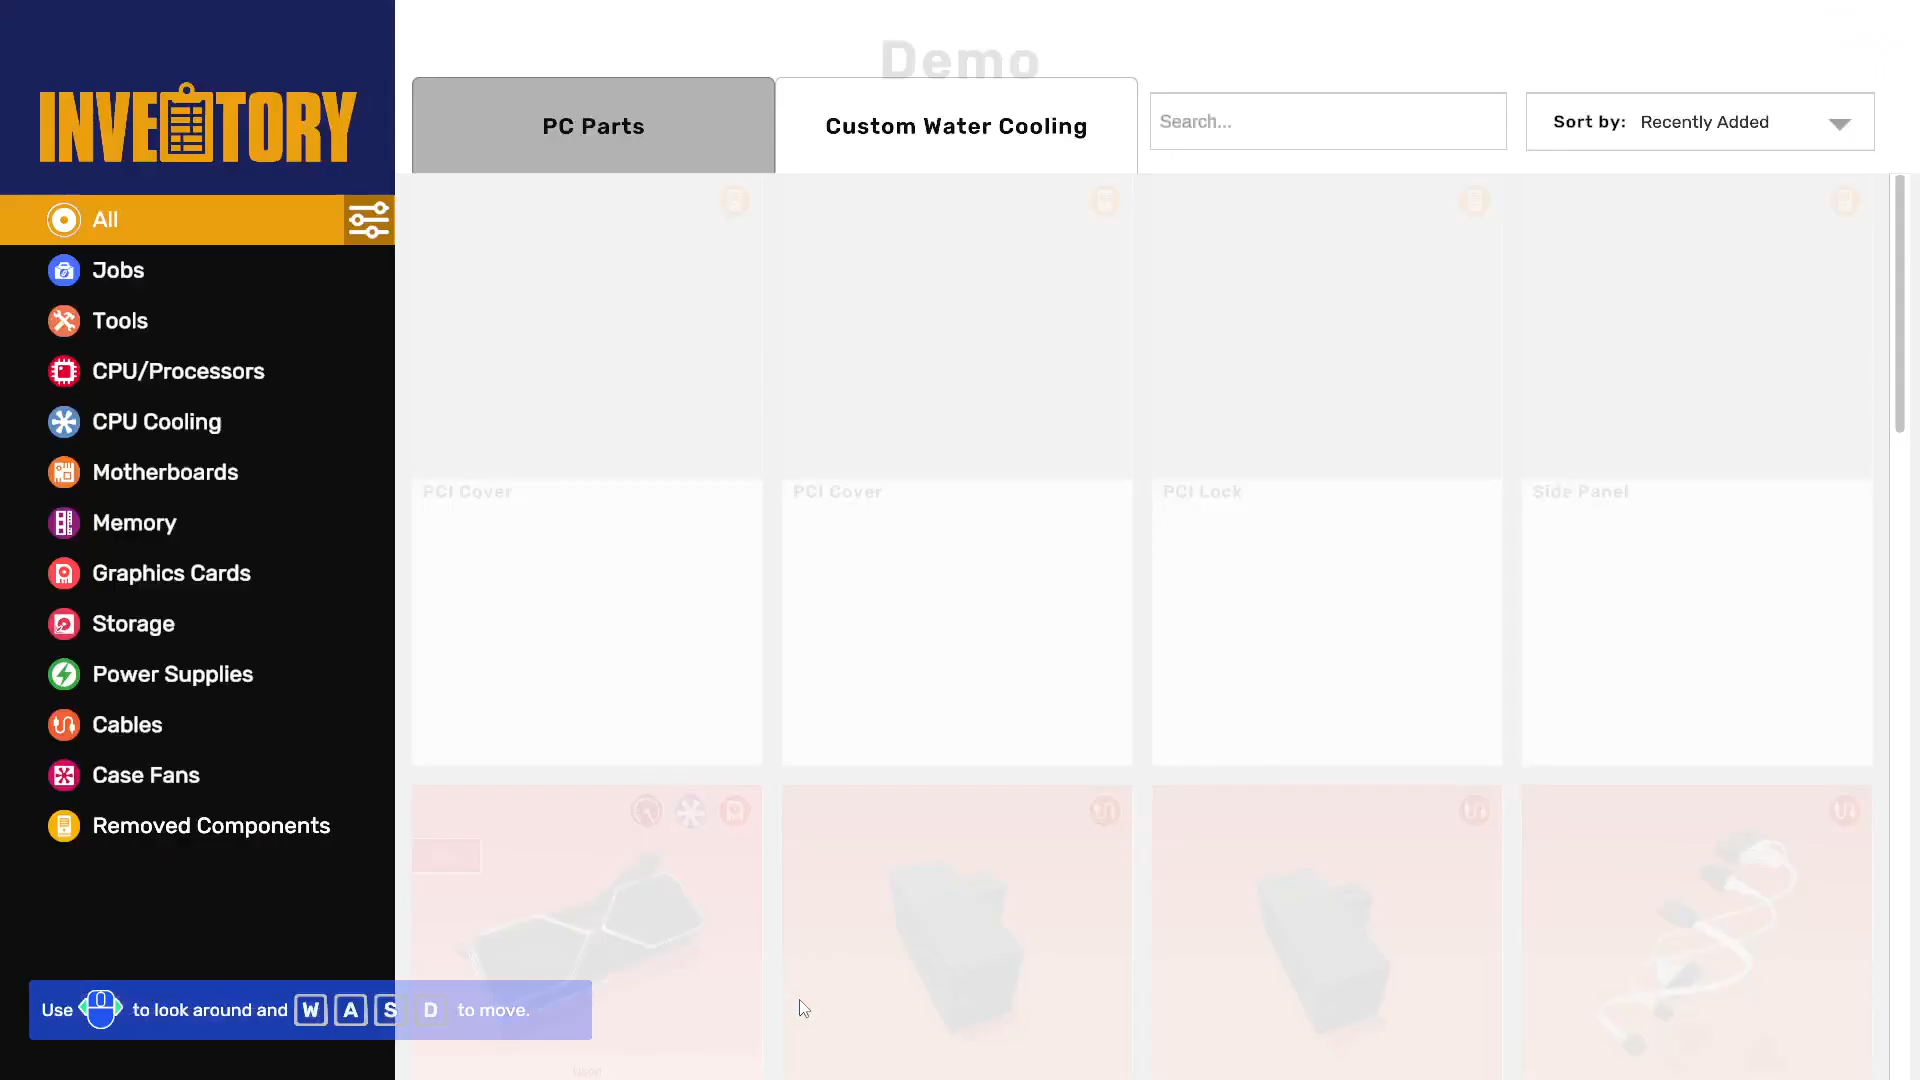 Demo
INVENTORY
PC Parts
Custom Water Cooling
Search...
Sort by: Recently Added
All
Jobs
Tools
CPU/Processors
CPU Cooling
Motherboards
Memory
Graphics Cards
Storage
Power Supplies
Cables
Case Fans
Removed Components
PCI Cover
PCI Cover
PCI Lock
Side Panel
Use to look around and W A S D to move.